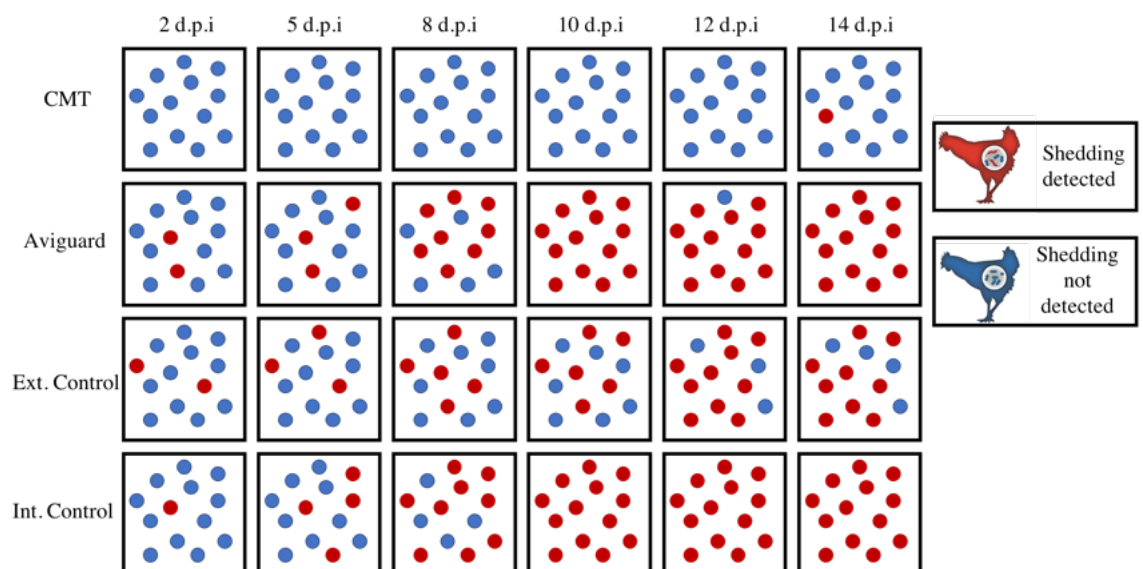 2 d.p.i
5 d.p.i
8 d.p.i
10 d.p.i
12 d.p.i
14 d.p.i
CMT
Aviguard
Ext. Control
Int. Control
Shedding
detected
Shedding
not
detected